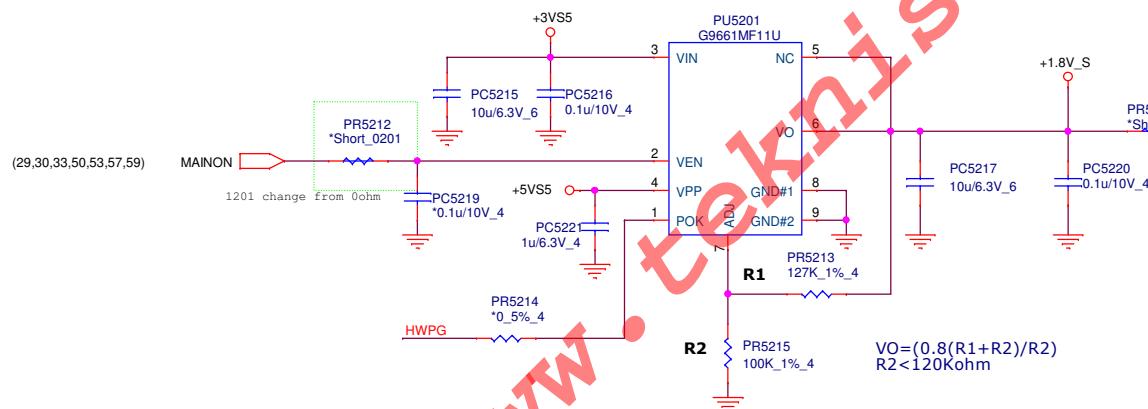 PU5201
G9661MF11U
+3VS5
3
VIN
NC
5
+1.8V_S
PC5215
10u/6.3V_6
PC5216
0.1u/10V_4
PR5212
*Short_0201
VO
6
(29,30,33,50,53,57,59)
MAINON
2
VEN
1201 change from 0ohm
PC5219
*0.1u/10V_4
+5VS5
4
VPP
GND#1
8
1
POK
GND#2
9
ADJ
7
PC5221
1u/6.3V_4
PC5217
10u/6.3V_6
PC5220
0.1u/10V_4
R1
PR5213
127K_1%_4
PR5214
*0_5%_4
HWPG
R2
PR5215
100K_1%_4
VO=(0.8(R1+R2)/R2)
R2<120Kohm
w.teknis